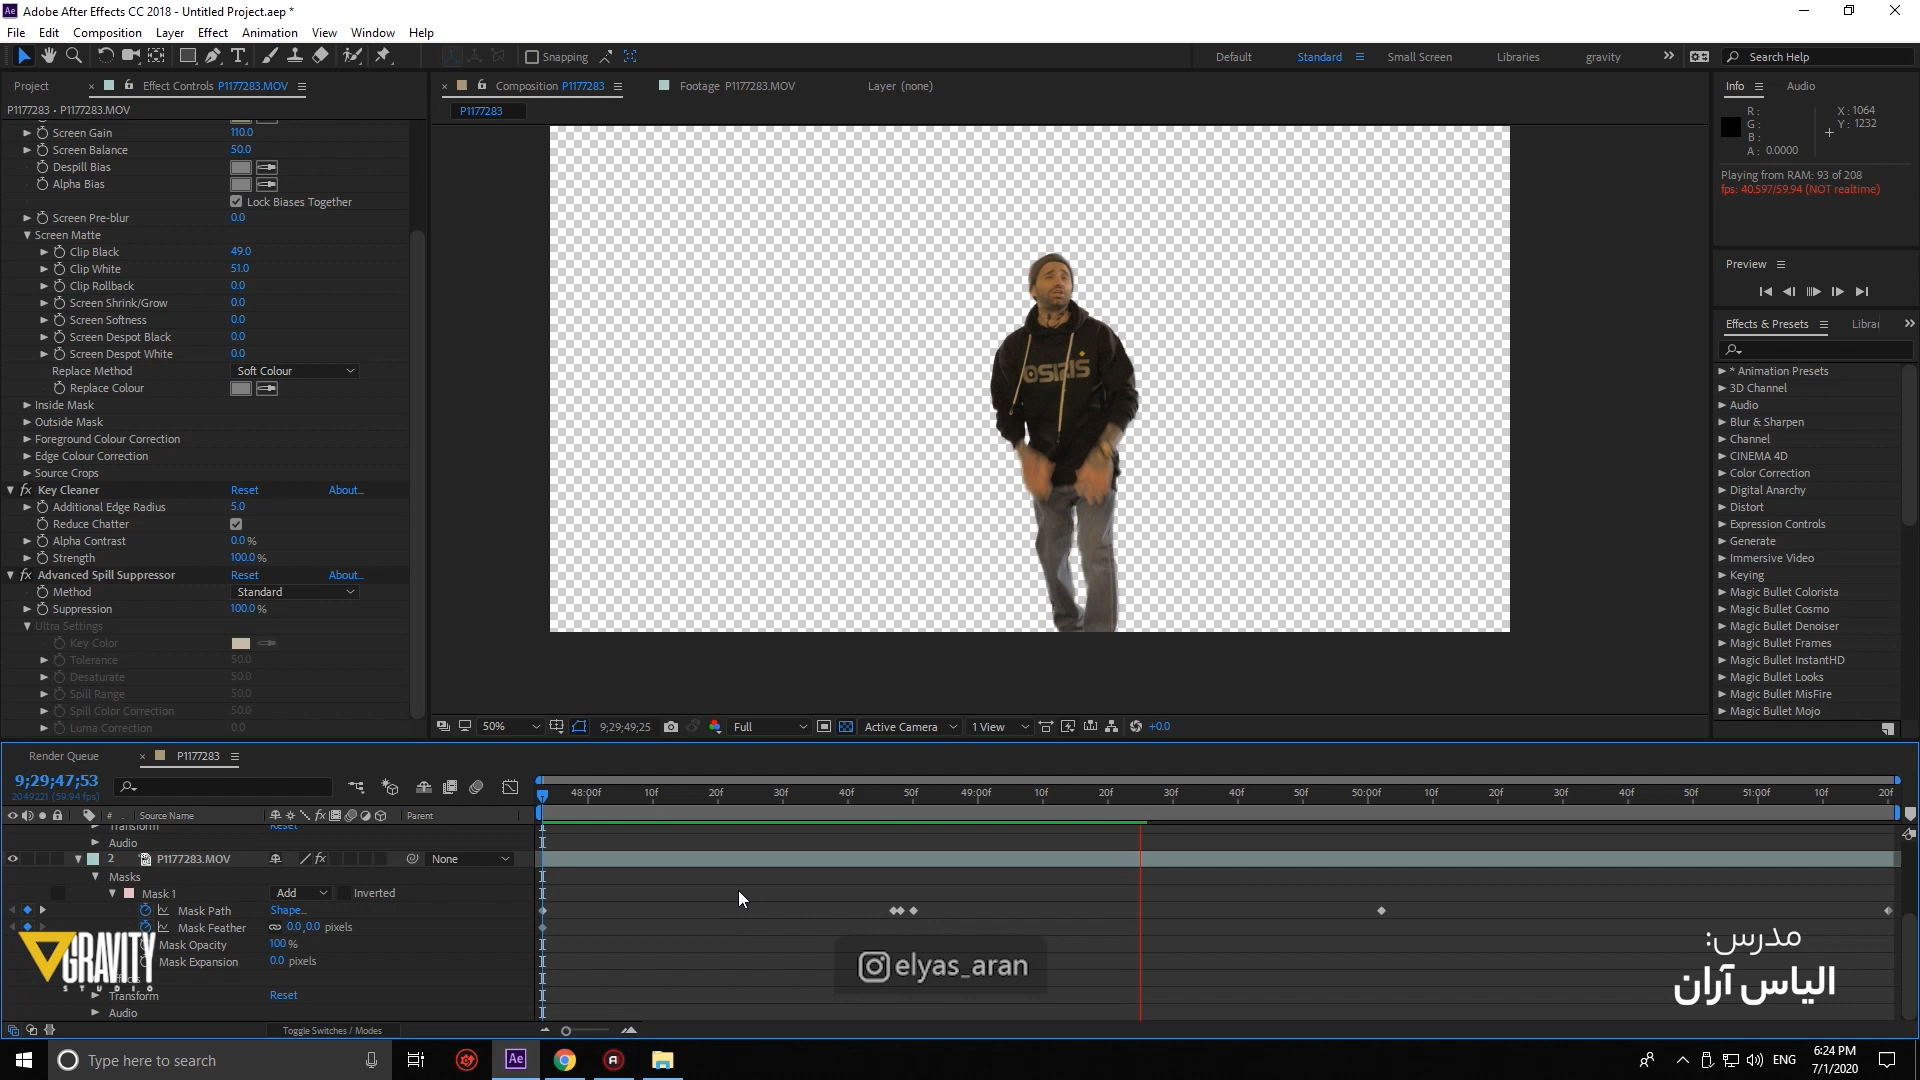 Adobe After Effects CC 2018 - Untitled Project.aep *
File Edit Composition Layer Effect Animation View Window Help
Snapping
Default Standard Small Screen Libraries gravity
Search Help
Project
Effect Controls P1177283.MOV
P1177283 • P1177283.MOV
Screen Gain 110.0
Screen Balance 50.0
Despill Bias
Alpha Bias
Lock Biases Together
Screen Pre-blur 0.0
Screen Matte
Clip Black 49.0
Clip White 51.0
Clip Rollback 0.0
Screen Shrink/Grow 0.0
Screen Softness 0.0
Screen Despot Black 0.0
Screen Despot White 0.0
Replace Method Soft Colour
Replace Colour
Inside Mask
Outside Mask
Foreground Colour Correction
Edge Colour Correction
Source Crops
fx Key Cleaner Reset About...
Additional Edge Radius 5.0
Reduce Chatter
Alpha Contrast 0.0 %
Strength 100.0 %
fx Advanced Spill Suppressor Reset About...
Method Standard
Suppression 100.0 %
Ultra Settings
Key Color
Tolerance 50.0
Desaturate 50.0
Spill Range 50.0
Spill Color Correction 50.0
Luma Correction 0.0
Composition P1177283
Footage P1177283.MOV
Layer (none)
P1177283
OSIRIS
50% 9;29;49;25 Full Active Camera 1 View +0.0
Info Audio
R :
G :
B :
A : 0.0000
X : 1064
Y : 1232
Playing from RAM: 93 of 208
fps: 40.597/59.94 (NOT realtime)
Preview
Effects & Presets Librai
* Animation Presets
3D Channel
Audio
Blur & Sharpen
Channel
CINEMA 4D
Color Correction
Digital Anarchy
Distort
Expression Controls
Generate
Immersive Video
Keying
Magic Bullet Colorista
Magic Bullet Cosmo
Magic Bullet Denoiser
Magic Bullet Frames
Magic Bullet InstantHD
Magic Bullet Looks
Magic Bullet MisFire
Magic Bullet Mojo
Render Queue P1177283
9;29;47;53
2049221 (59.94 fps)
48:00f 10f 20f 30f 40f 50f 49:00f 10f 20f 30f 40f 50f 50:00f 10f 20f 30f 40f 50f 51:00f 10f 20f
# Source Name fx Parent
Transform Reset
Audio
2 P1177283.MOV fx None
Masks
Mask 1 Add Inverted
Mask Path Shape...
Mask Feather 0.0 ,0.0 pixels
Mask Opacity 100 %
Mask Expansion 0.0 pixels
Transform Reset
Audio
GRAVITY
STUDIO
elyas_aran
مدرس:
الیاس آران
Toggle Switches / Modes
Type here to search
Ae
ENG
6:24 PM
7/1/2020